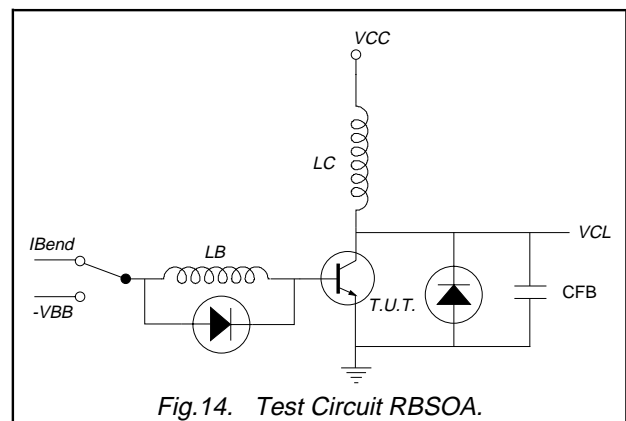 VCC
LC
IBend
LB
VCL
-VBB
T.U.T.
CFB
Fig.14. Test Circuit RBSOA.